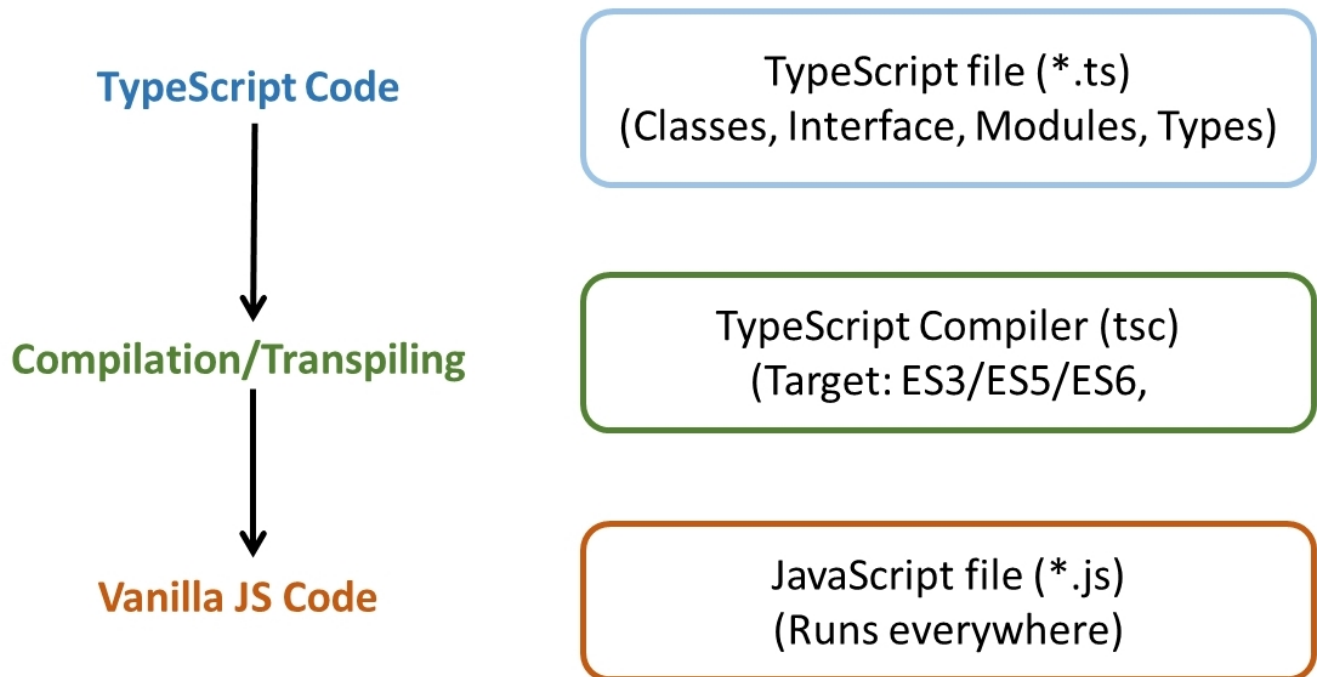 TypeScript Code
TypeScript file (*.ts)
(Classes, Interface, Modules, Types)
Compilation/Transpiling
TypeScript Compiler (tsc)
(Target: ES3/ES5/ES6,
Vanilla JS Code
JavaScript file (*.js)
(Runs everywhere)